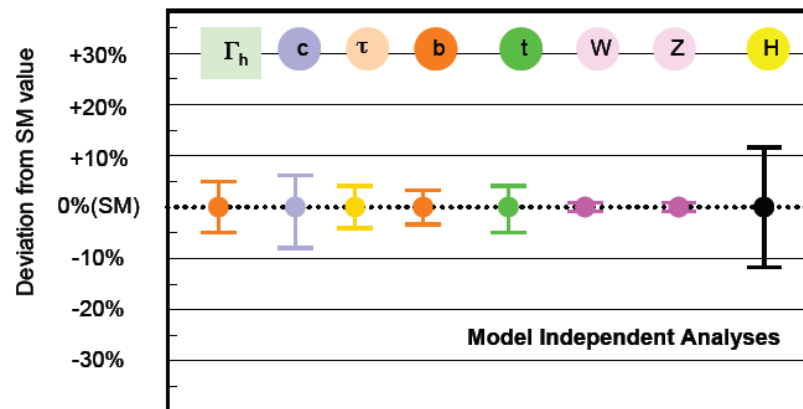 Deviation from SM value
+30%
+20%
+10%
0%(SM)
-10%
-20%
-30%
Γh c τ b t W Z H
Model Independent Analyses